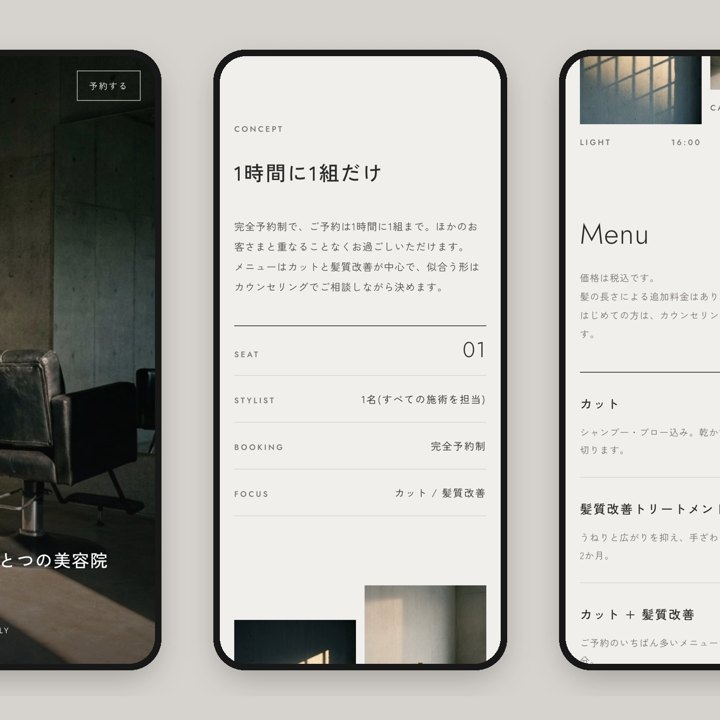 予約する
とつの美容院
LY
CONCEPT
1時間に1組だけ
完全予約制で、ご予約は1時間に1組まで。ほかのお
客さまと重なることなくお過ごしいただけます。
メニューはカットと髪質改善が中心で、似合う形は
カウンセリングでご相談しながら決めます。
SEAT 01
STYLIST 1名(すべての施術を担当)
BOOKING 完全予約制
FOCUS カット / 髪質改善
CA
LIGHT 16:00
Menu
価格は税込です。
髪の長さによる追加料金はあり
はじめての方は、カウンセリン
す。
カット
シャンプー・ブロー込み。乾か
切ります。
髪質改善トリートメント
うねりと広がりを抑え、手ざわ
2か月。
カット + 髪質改善
ご予約のいちばん多いメニュー